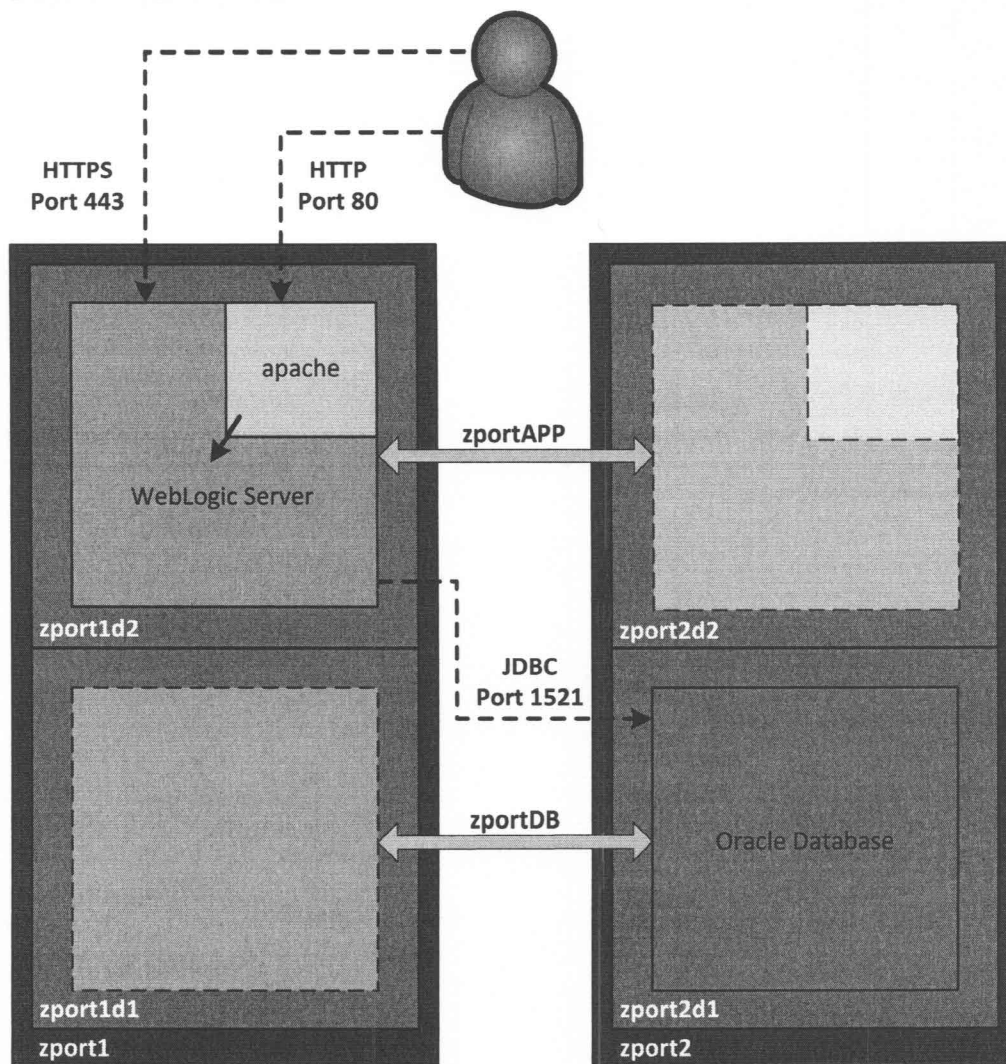 HTTPS
Port 443
HTTP
Port 80
apache
zportAPP
WebLogic Server
zport1d2
zport2d2
JDBC
Port 1521
zportDB
Oracle Database
zport1d1
zport2d1
zport1
zport2